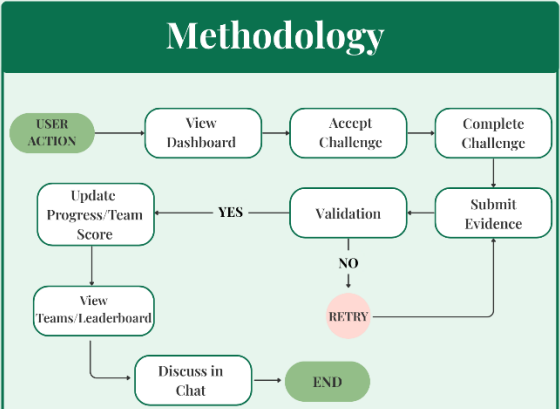 Methodology
USER
ACTION
View
Dashboard
Accept
Challenge
Complete
Challenge
Update
Progress/Team
Score
YES
Validation
Submit
Evidence
NO
RETRY
View
Teams/Leaderboard
Discuss in
Chat
END